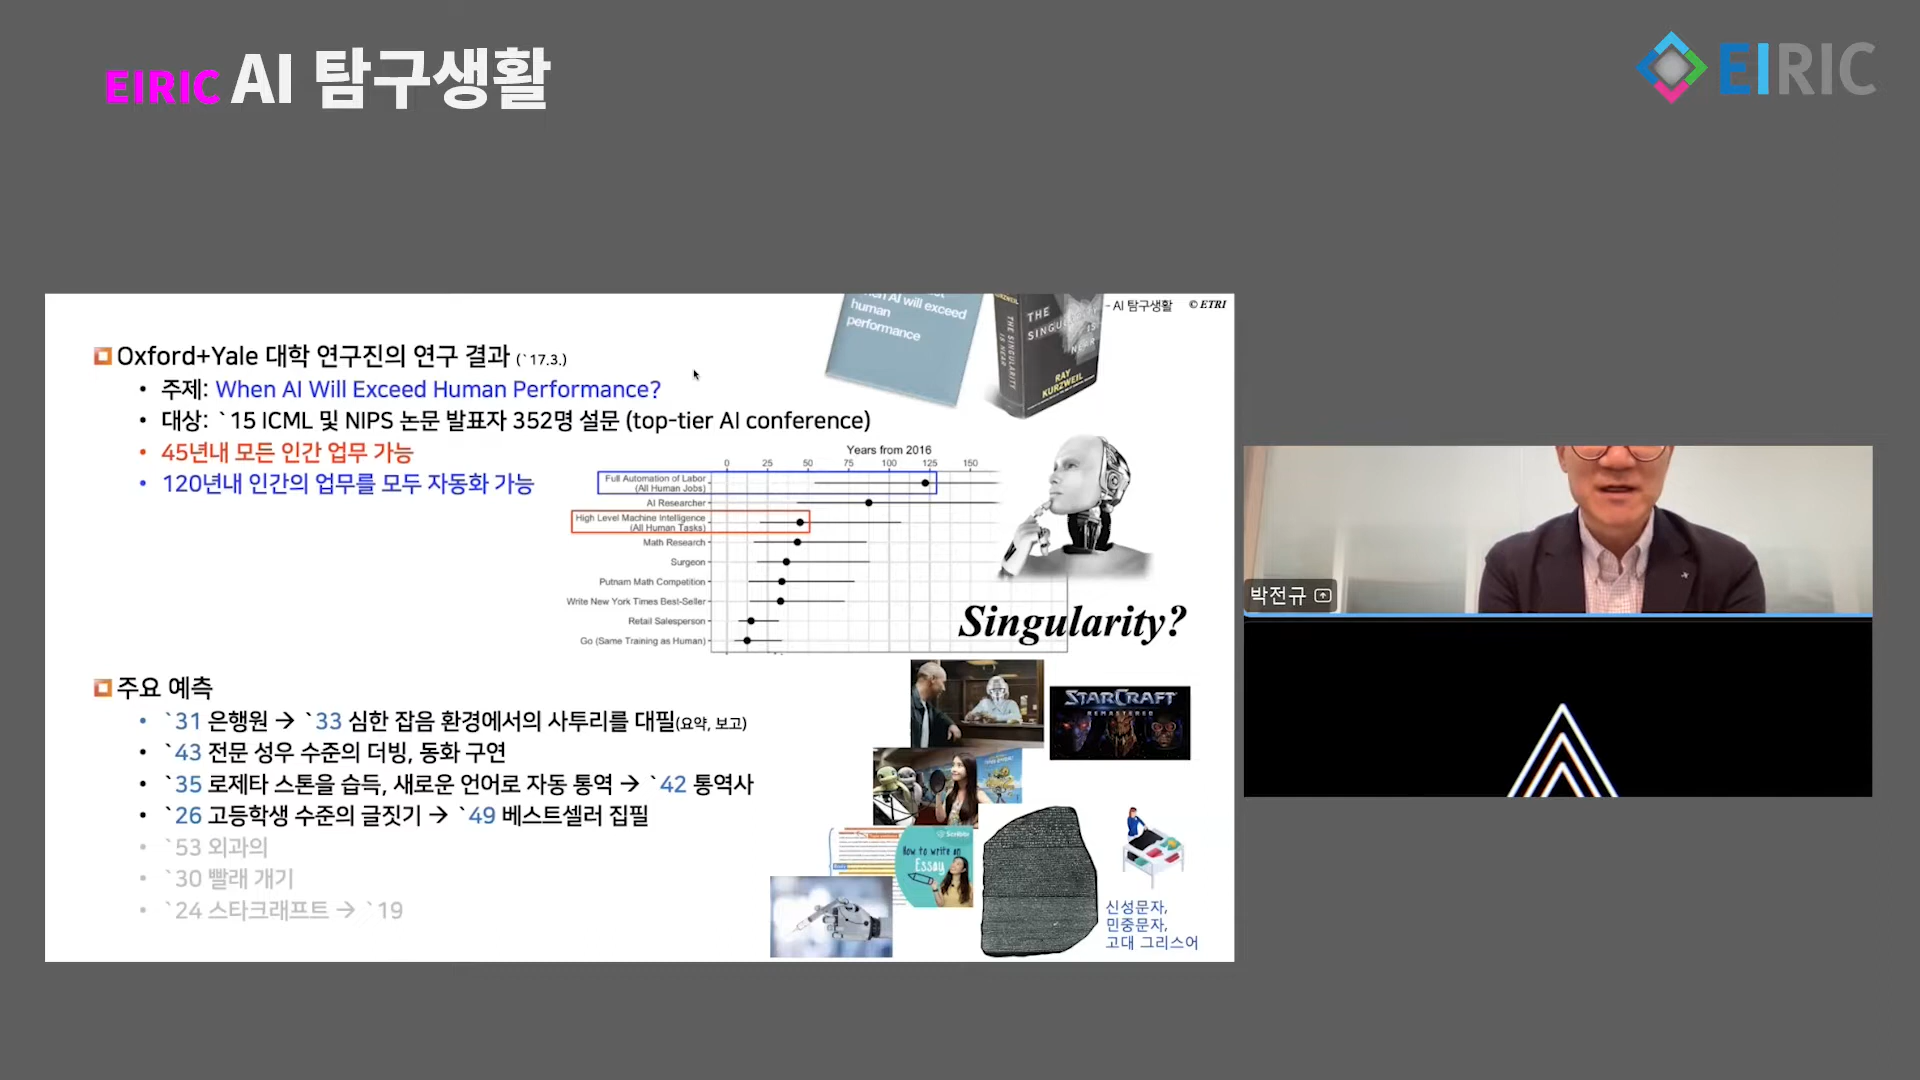 EIRIC AI 탐구생활
EIRIC
- AI 탐구생활 © ETRI
AI will exceed
human
performance
THE
SINGULARITY
IS
NEAR
RAY
KURZWEIL
THE SINGULARITY IS NEAR
Oxford+Yale 대학 연구진의 연구 결과 (`17.3.)
• 주제: When AI Will Exceed Human Performance?
• 대상: `15 ICML 및 NIPS 논문 발표자 352명 설문 (top-tier AI conference)
• 45년내 모든 인간 업무 가능
• 120년내 인간의 업무를 모두 자동화 가능
Years from 2016
0 25 50 75 100 125 150
Full Automation of Labor
(All Human Jobs)
AI Researcher
High Level Machine Intelligence
(All Human Tasks)
Math Research
Surgeon
Putnam Math Competition
Write New York Times Best-Seller
Retail Salesperson
Go (Same Training as Human)
Singularity?
주요 예측
• `31 은행원 → `33 심한 잡음 환경에서의 사투리를 대필(요약, 보고)
• `43 전문 성우 수준의 더빙, 동화 구연
• `35 로제타 스톤을 습득, 새로운 언어로 자동 통역 → `42 통역사
• `26 고등학생 수준의 글짓기 → `49 베스트셀러 집필
• `53 외과의
• `30 빨래 개기
• `24 스타크래프트 → `19
STARCRAFT
REMASTERED
Scribbr
How to write an
Essay
신성문자,
민중문자,
고대 그리스어
박전규